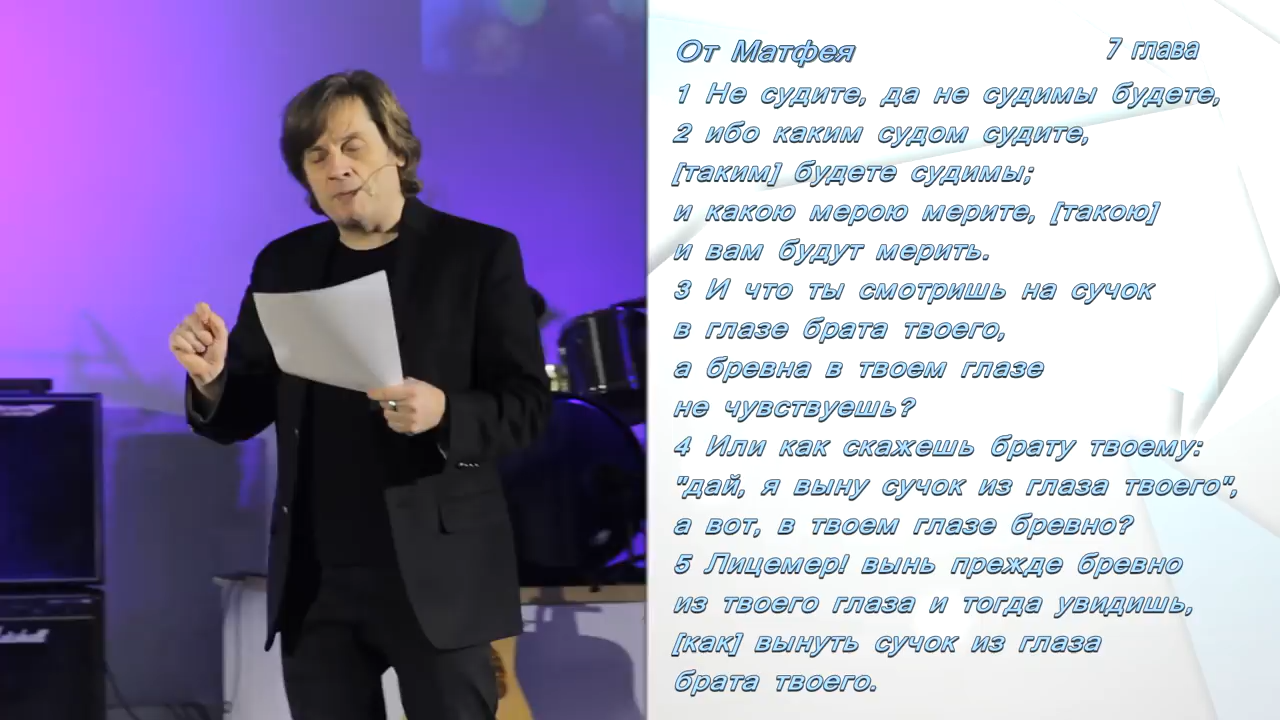 От Матфея 7 глава
1 Не судите, да не судимы будете,
2 ибо каким судом судите,
[таким] будете судимы;
и какою мерою мерите, [такою]
и вам будут мерить.
3 И что ты смотришь на сучок
в глазе брата твоего,
а бревна в твоем глазе
не чувствуешь?
4 Или как скажешь брату твоему:
"дай, я выну сучок из глаза твоего",
а вот, в твоем глазе бревно?
5 Лицемер! вынь прежде бревно
из твоего глаза и тогда увидишь,
[как] вынуть сучок из глаза
брата твоего.